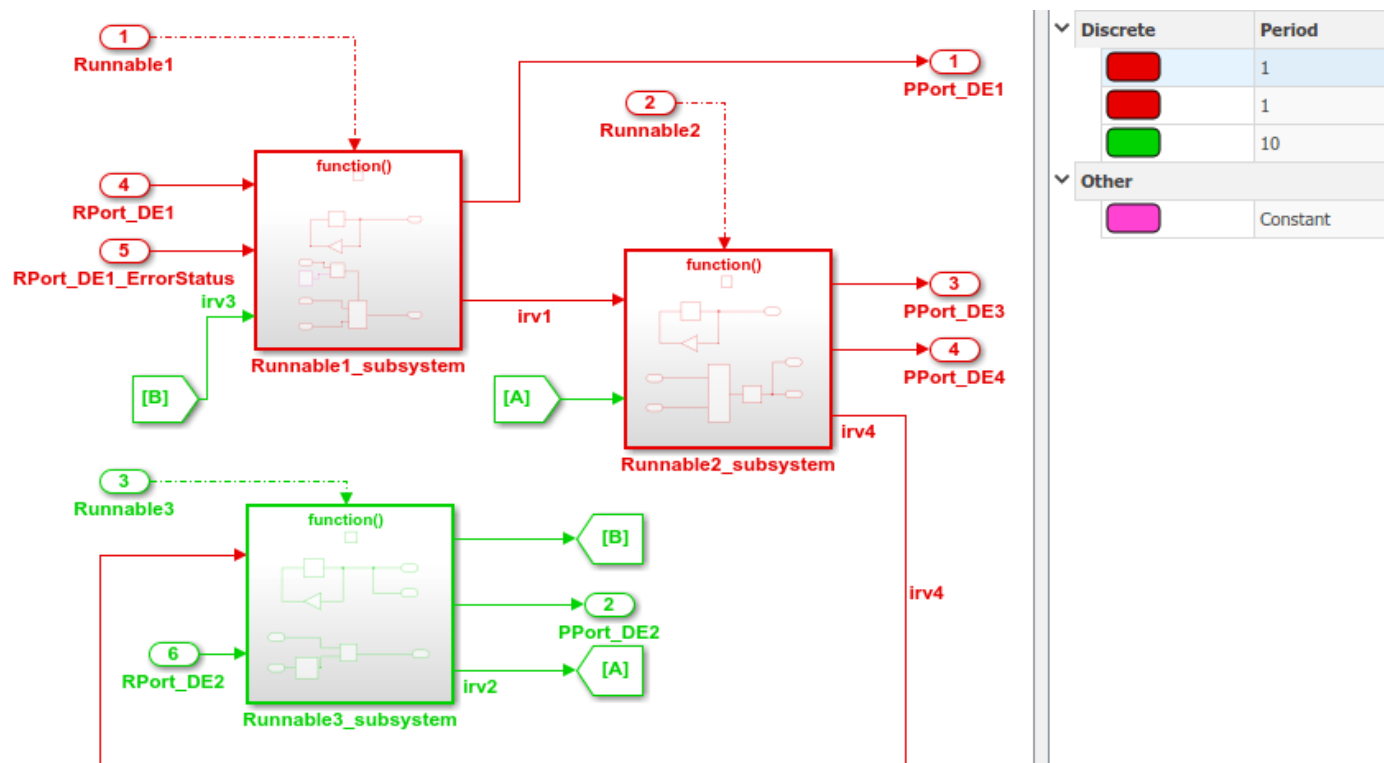 1
Runnable1
1
PPort_DE1
2
Runnable2
function()
4
RPort_DE1
5
RPort_DE1_ErrorStatus
irv3
Runnable1_subsystem
[B]
irv1
function()
[A]
3
PPort_DE3
4
PPort_DE4
irv4
Runnable2_subsystem
3
Runnable3
function()
[B]
2
PPort_DE2
6
RPort_DE2
[A]
irv2
Runnable3_subsystem
irv4
Discrete Period
1
1
10
Other
Constant